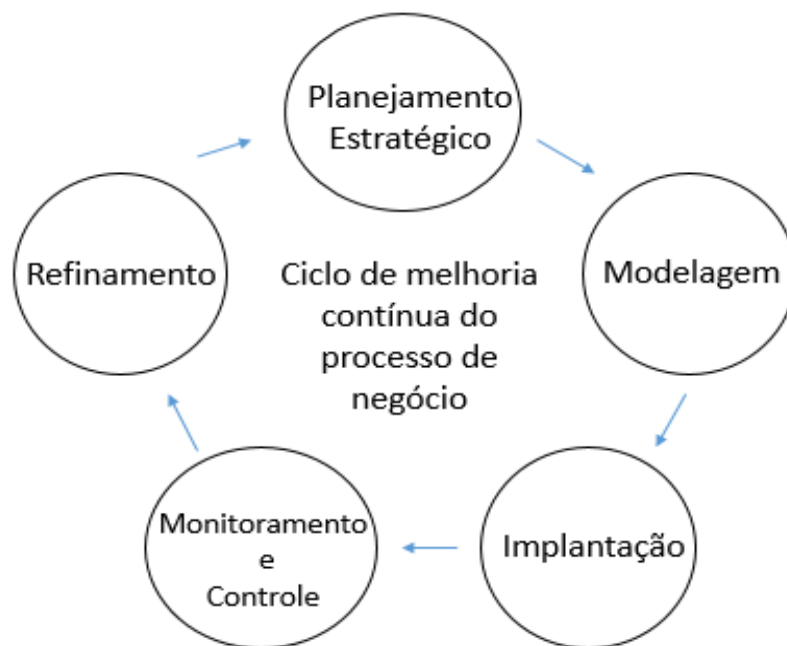 Planejamento
Estratégico
Refinamento
Ciclo de melhoria
contínua do
processo de
negócio
Modelagem
Monitoramento
e
Controle
Implantação